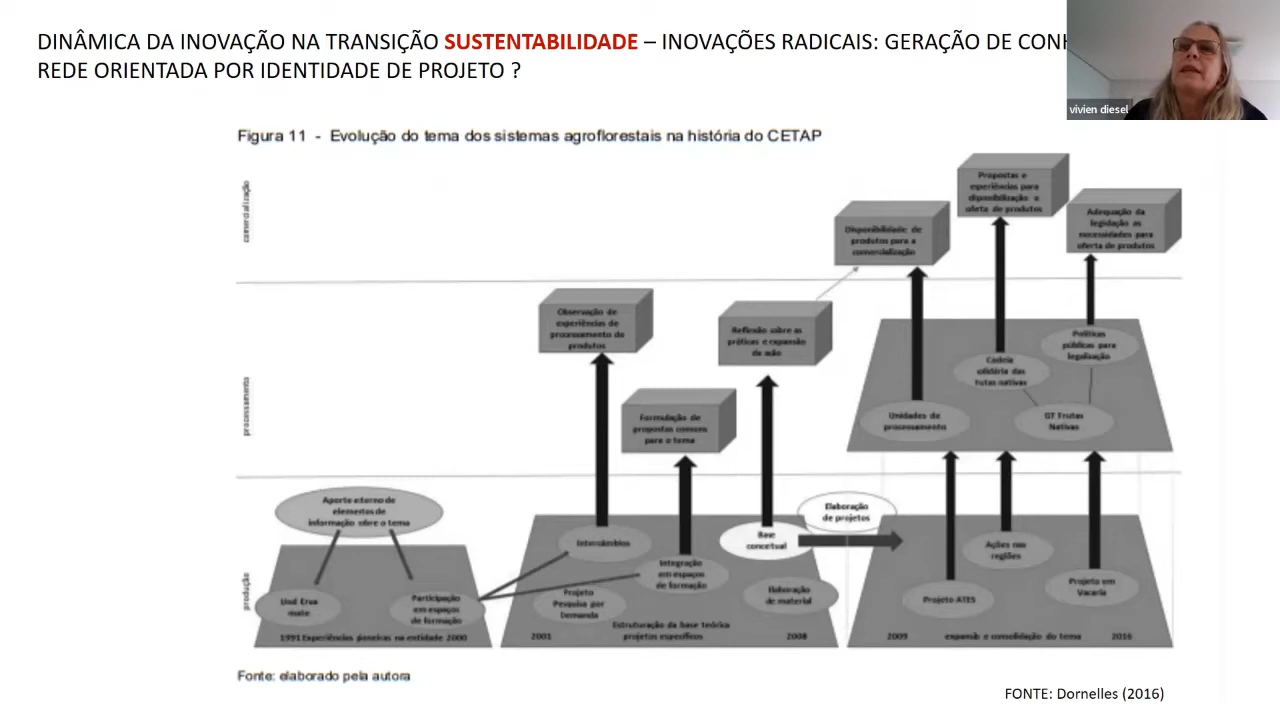 DINÂMICA DA INOVAÇÃO NA TRANSIÇÃO SUSTENTABILIDADE – INOVAÇÕES RADICAIS: GERAÇÃO DE
REDE ORIENTADA POR IDENTIDADE DE PROJETO ?
vivien diesel
Figura 11 - Evolução do tema dos sistemas agroflorestais na história do CETAP
comercialização
Propostas e
experiências para
diponibilização e
oferta de produtos
Adequação da
legislação as
necessidades para
oferta de produtos
Disponibilidade de
produtos para a
comercialização
processamento
Observação de
experiências de
processamento de
produtos
Reflexão sobre as
práticas e expansão
da ação
Formulação de
propostas comuns
para o tema
Políticas
públicas para
legalização
Cadeia
solidária das
frutas nativas
Unidades de
processamento
GT Frutas
Nativas
produção
Aporte externo de
elementos de
informação sobre o tema
Und Erva
mate
Participação
em espaços
de formação
1991 Experiências pioneiras na entidade 2000
Intercâmbios
Integração
em espaços
de formação
Projeto
Pesquisa por
Demanda
Base
conceitual
Elaboração
de material
Elaboração
de projetos
Estruturação da base teórica
projetos específicos
2001
2008
Ações nas
regiões
Projeto ATES
Projeto em
Vacaria
2009
expansão e consolidação do tema
2016
Fonte: elaborado pela autora
FONTE: Dornelles (2016)